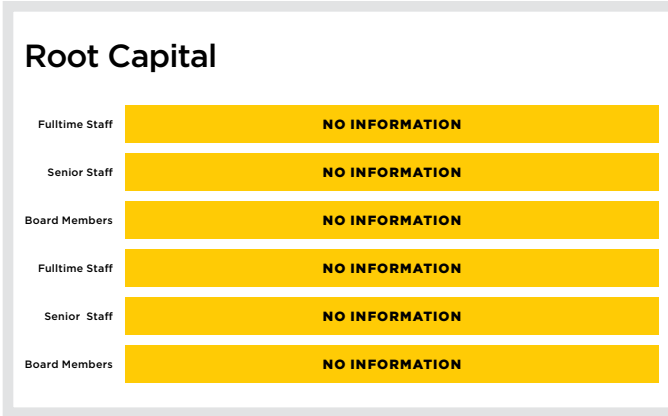 Root Capital
Fulltime Staff NO INFORMATION
Senior Staff NO INFORMATION
Board Members NO INFORMATION
Fulltime Staff NO INFORMATION
Senior Staff NO INFORMATION
Board Members NO INFORMATION